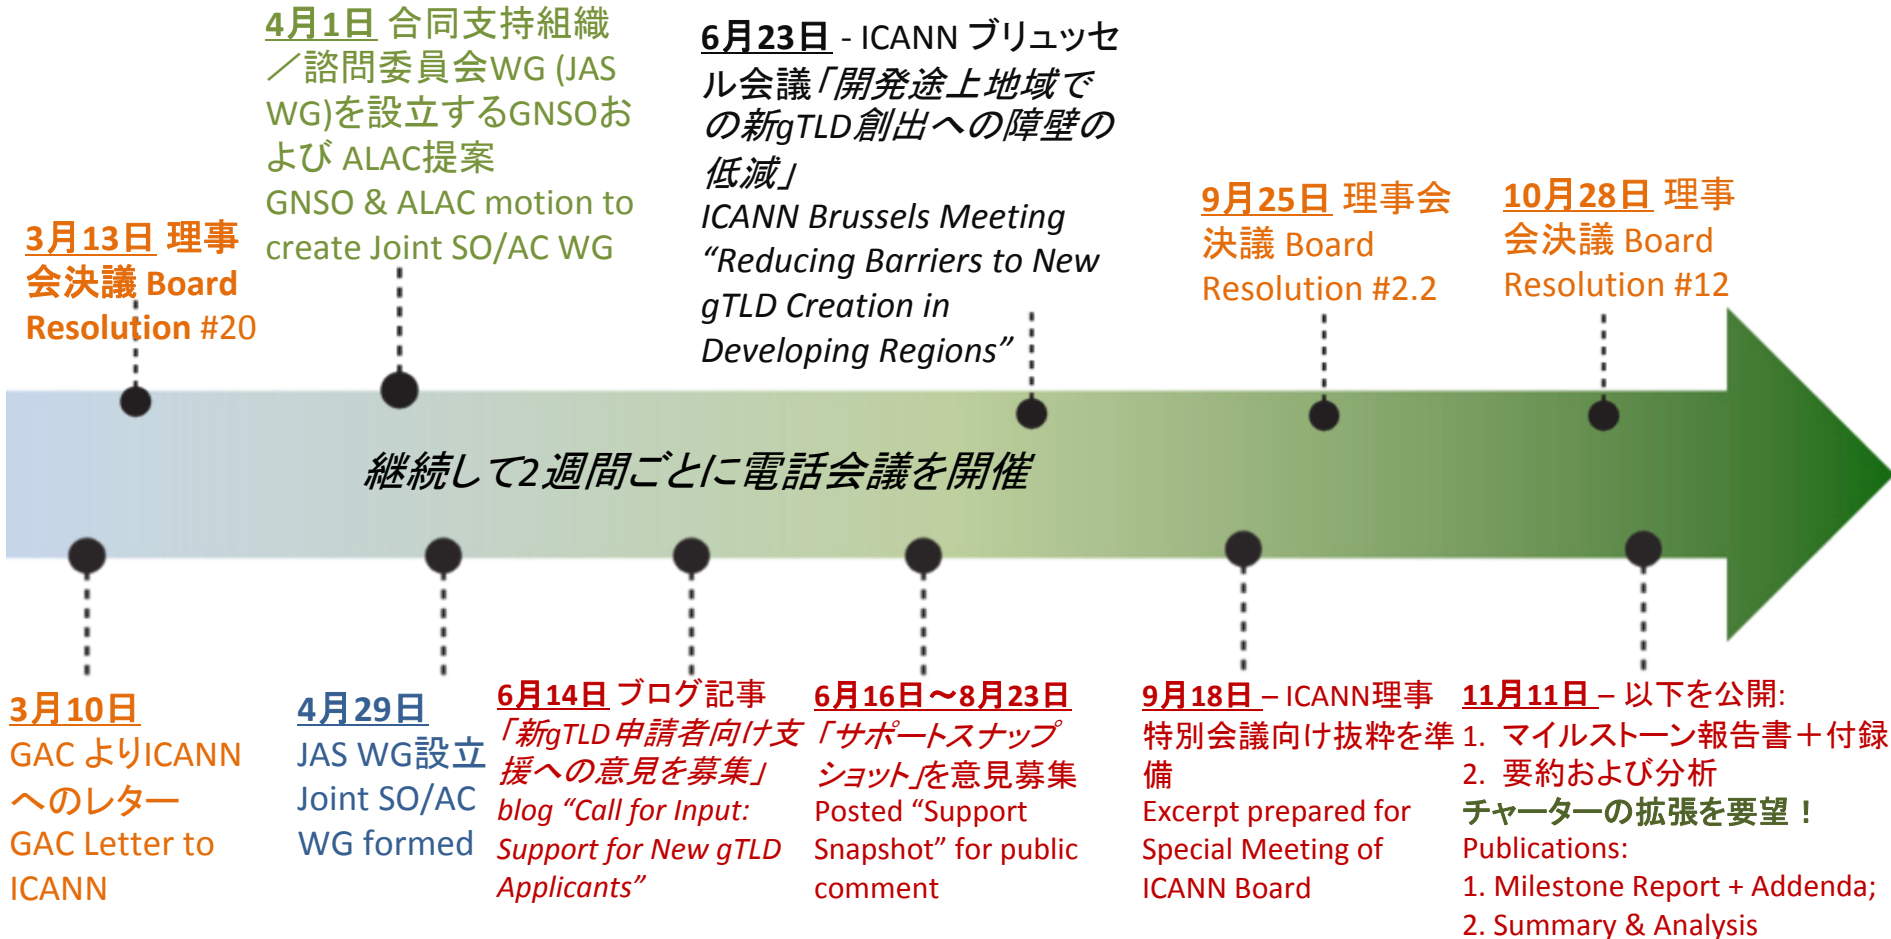 4月1日 合同支持組織
／諮問委員会WG (JAS
WG)を設立するGNSOお
よび ALAC提案
GNSO & ALAC motion to
create Joint SO/AC WG
6月23日 - ICANN ブリュッセ
ル会議「開発途上地域で
の新gTLD創出への障壁の
低減」
ICANN Brussels Meeting
“Reducing Barriers to New
gTLD Creation in
Developing Regions”
3月13日 理事
会決議 Board
Resolution #20
9月25日 理事会
決議 Board
Resolution #2.2
10月28日 理事
会決議 Board
Resolution #12
継続して2週間ごとに電話会議を開催
3月10日
GAC よりICANN
へのレター
GAC Letter to
ICANN
4月29日
JAS WG設立
Joint SO/AC
WG formed
6月14日 ブログ記事
「新gTLD申請者向け支
援への意見を募集」
blog “Call for Input:
Support for New gTLD
Applicants”
6月16日～8月23日
「サポートスナップ
ショット」を意見募集
Posted “Support
Snapshot” for public
comment
9月18日 – ICANN理事
特別会議向け抜粋を準
備
Excerpt prepared for
Special Meeting of
ICANN Board
11月11日 – 以下を公開:
1. マイルストーン報告書＋付録
2. 要約および分析
チャーターの拡張を要望！
Publications:
1. Milestone Report + Addenda;
2. Summary & Analysis